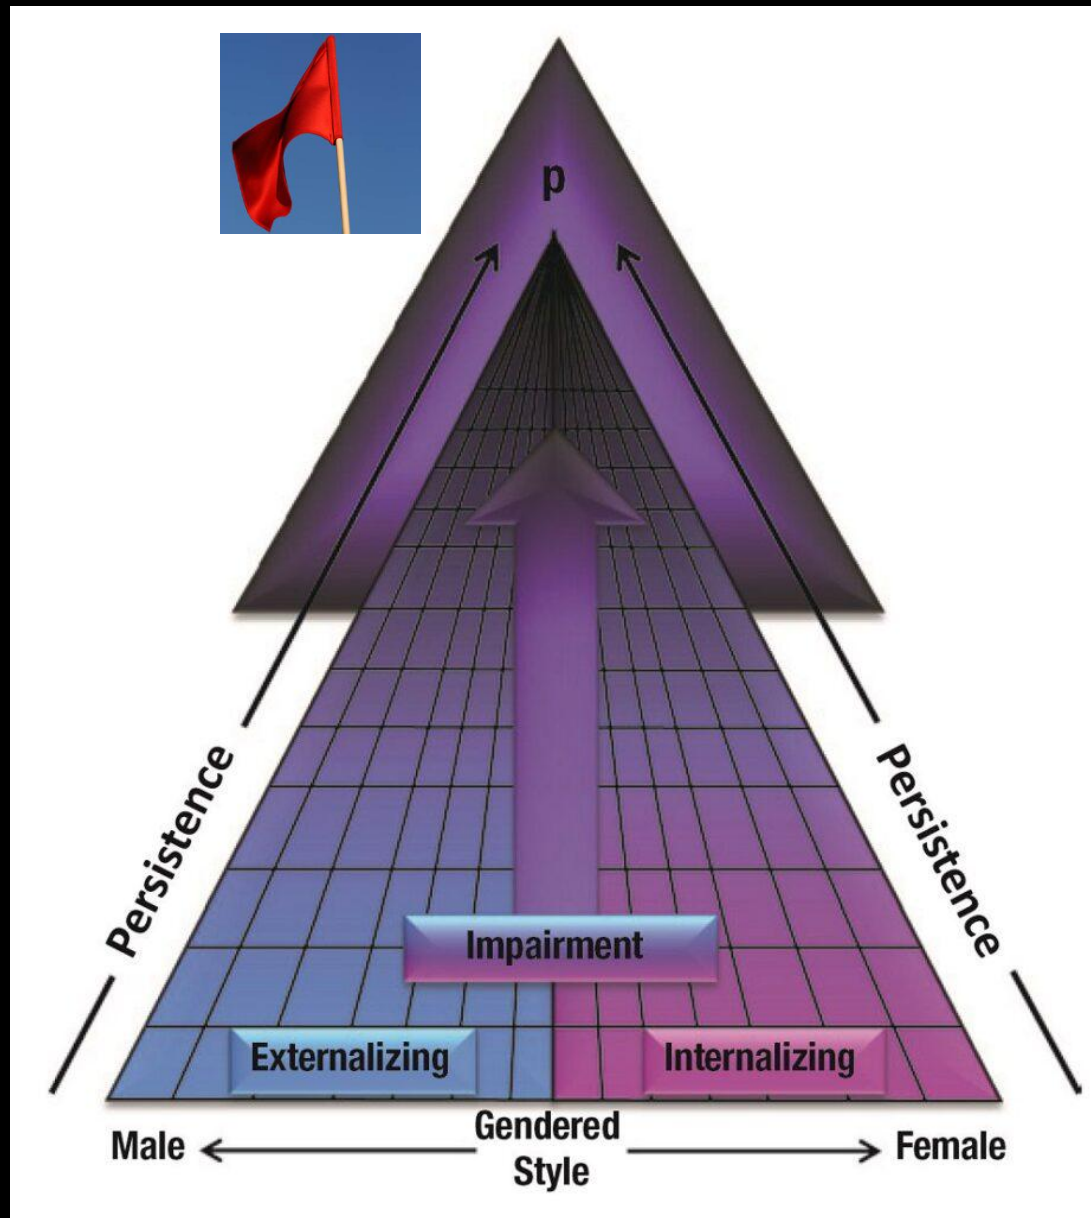 p
Persistence
Persistence
Impairment
Externalizing
Internalizing
Male
Gendered
Style
Female